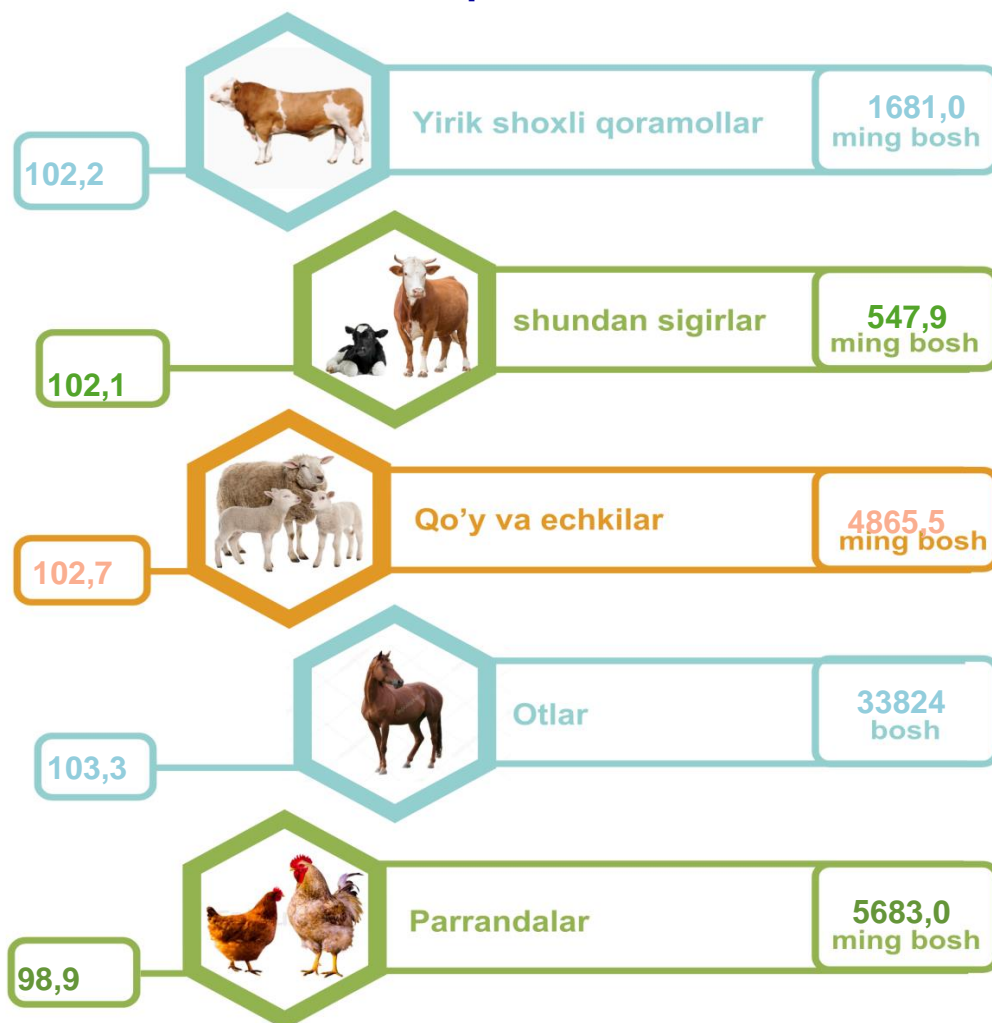 Yirik shoxli qoramollar
1681,0
ming bosh
102,2
shundan sigirlar
547,9
ming bosh
102,1
Qo’y va echkilar
4865,5
ming bosh
102,7
Otlar
33824
bosh
103,3
Parrandalar
5683,0
ming bosh
98,9